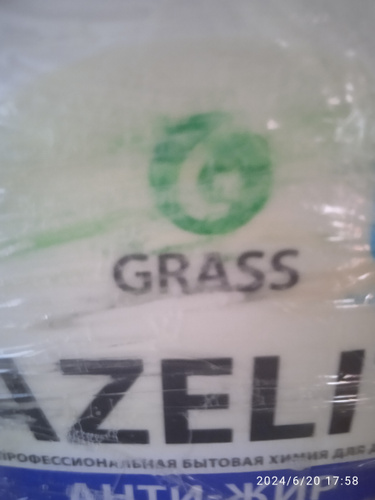 GRASS
AZELI
ПРОФЕССИОНАЛЬНАЯ БЫТОВАЯ ХИМИЯ ДЛЯ
АНТИ-ЖИР
2024/6/20 17:58